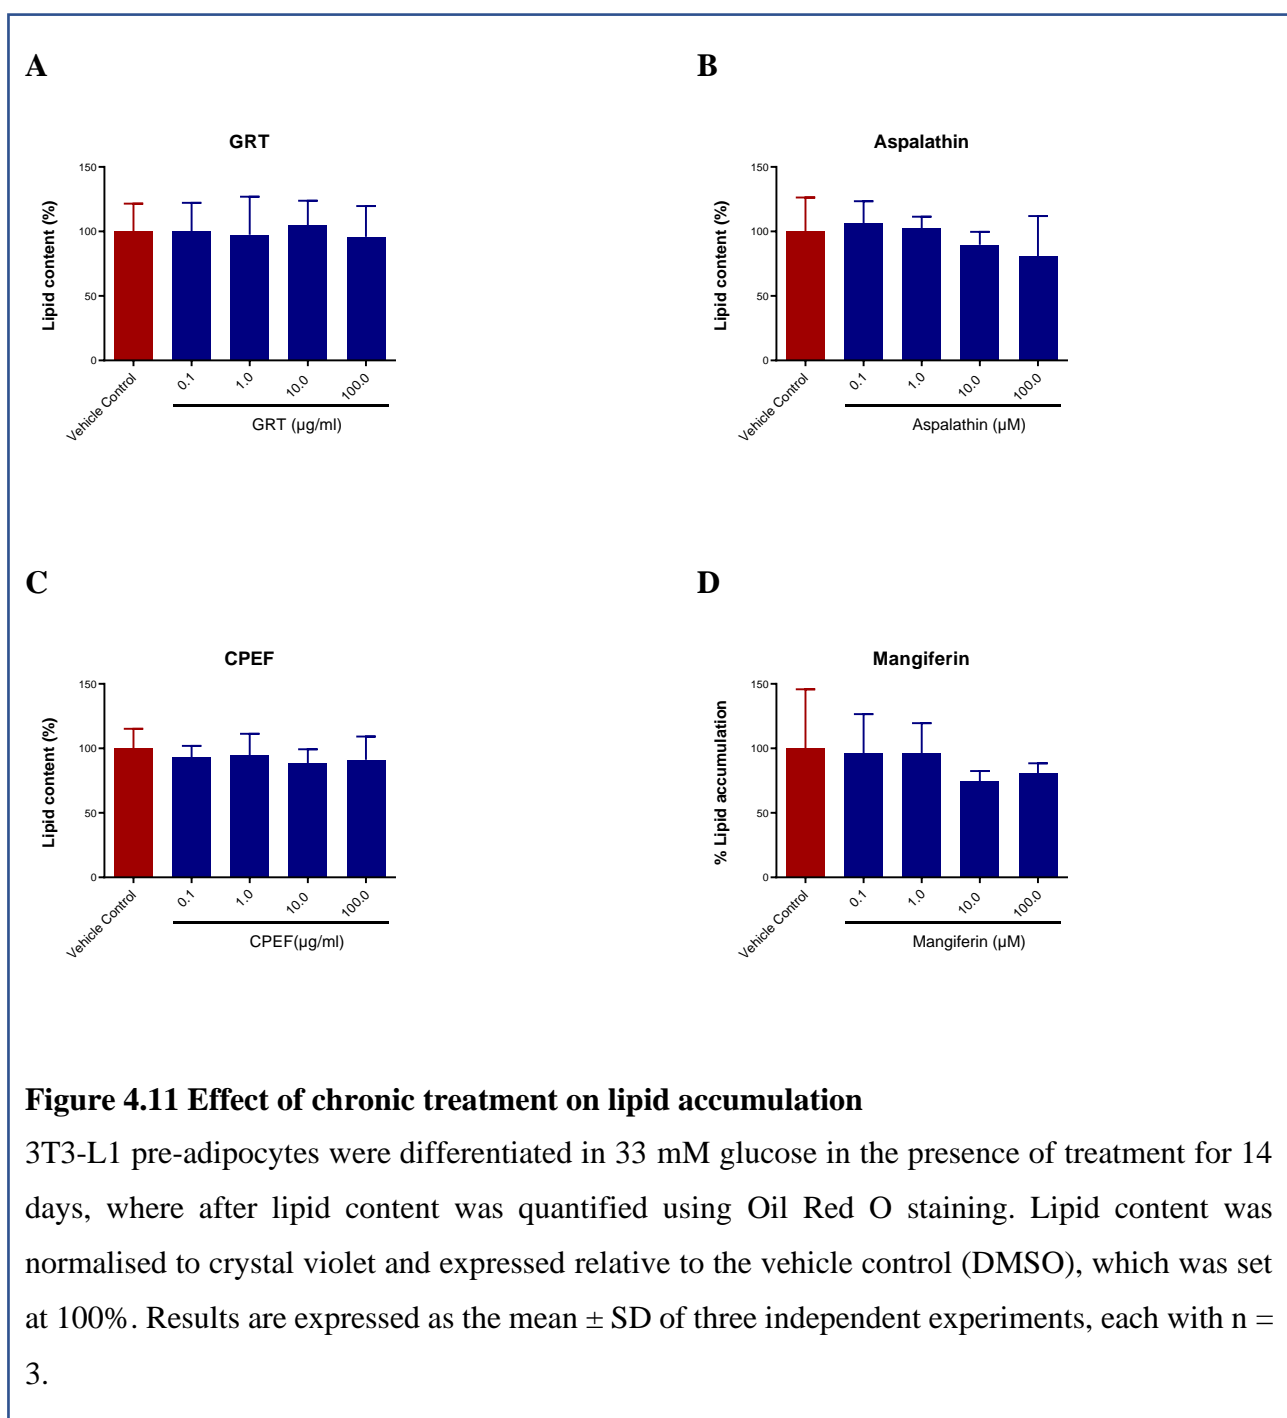 A
B
GRT
Lipid content (%)
150
100
50
0
Vehicle Control
0.1
1.0
10.0
100.0
GRT (µg/ml)
Aspalathin
Lipid content (%)
150
100
50
0
Vehicle Control
0.1
1.0
10.0
100.0
Aspalathin (µM)
C
D
CPEF
Lipid content (%)
150
100
50
0
Vehicle Control
0.1
1.0
10.0
100.0
CPEF(µg/ml)
Mangiferin
% Lipid accumulation
150
100
50
0
Vehicle Control
0.1
1.0
10.0
100.0
Mangiferin (µM)
Figure 4.11 Effect of chronic treatment on lipid accumulation
3T3-L1 pre-adipocytes were differentiated in 33 mM glucose in the presence of treatment for 14
days, where after lipid content was quantified using Oil Red O staining. Lipid content was
normalised to crystal violet and expressed relative to the vehicle control (DMSO), which was set
at 100%. Results are expressed as the mean ± SD of three independent experiments, each with n =
3.